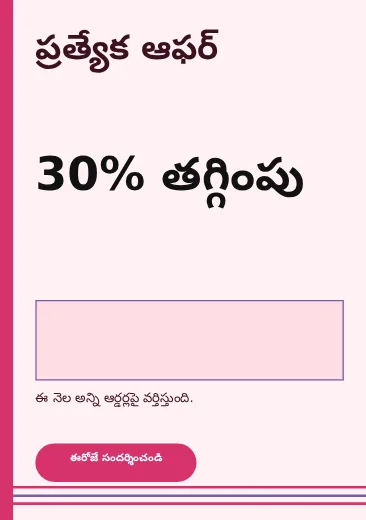 ప్రత్యేక ఆఫర్
30% తగ్గింపు
ఈ నెల అన్ని ఆర్డర్లపై వర్తిస్తుంది.
ఈరోజే సందర్శించండి